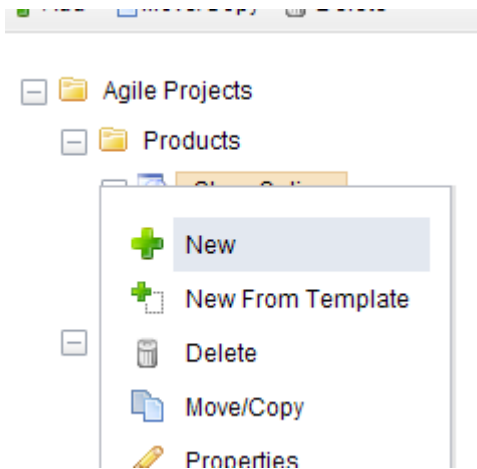 Agile Projects
Products
New
New From Template
Delete
Move/Copy
Properties